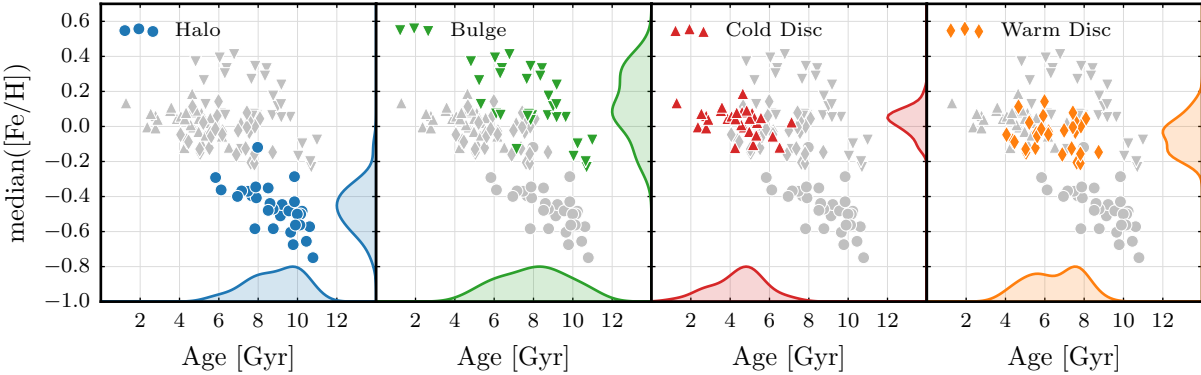 median([Fe/H])
0.6
0.4
0.2
0.0
−0.2
−0.4
−0.6
−0.8
−1.0
Halo
Bulge
Cold Disc
Warm Disc
2 4 6 8 10 12
2 4 6 8 10 12
2 4 6 8 10 12
2 4 6 8 10 12
Age [Gyr]
Age [Gyr]
Age [Gyr]
Age [Gyr]